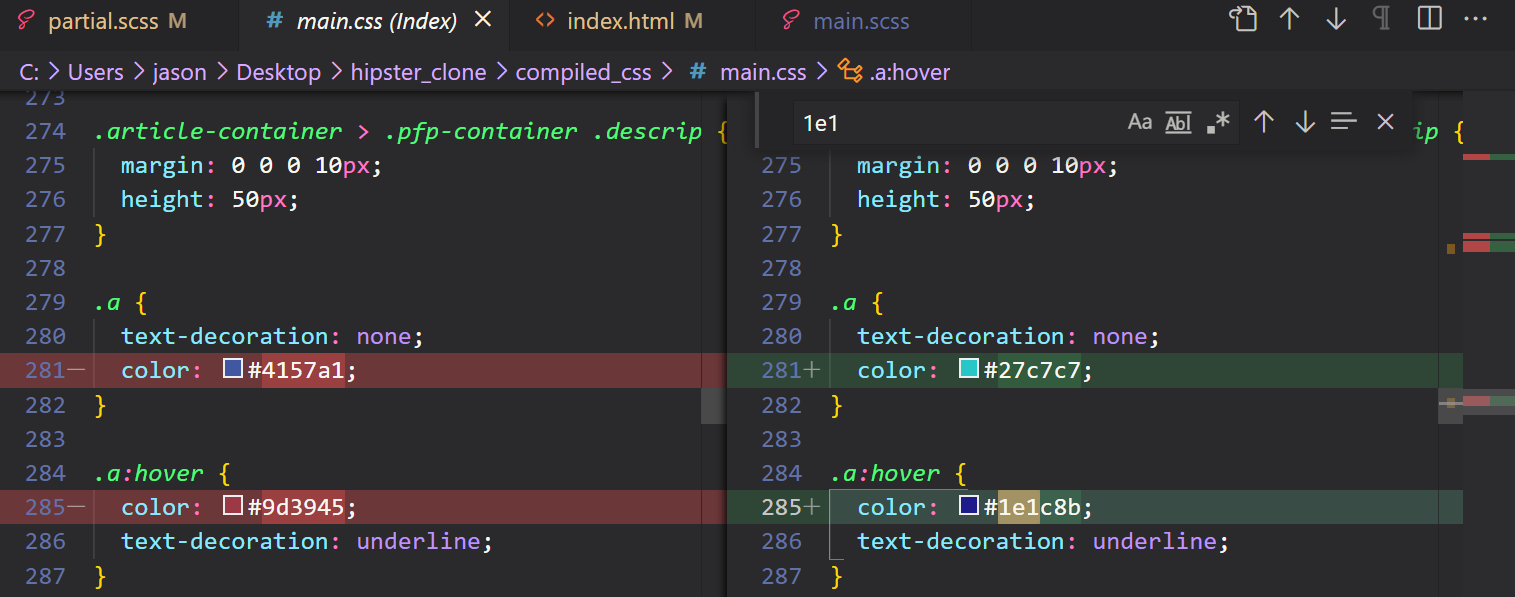 partial.scss M # main.css (Index) <> index.html M main.scss
C: > Users > jason > Desktop > hipster_clone > compiled_css > # main.css > .a:hover
1e1 Aa Abl .*
273
274 .article-container > .pfp-container .descrip {
275 margin: 0 0 0 10px;
276 height: 50px;
277 }
278
279 .a {
280 text-decoration: none;
281— color: #4157a1;
282 }
283
284 .a:hover {
285— color: #9d3945;
286 text-decoration: underline;
287 }
ip {
275 margin: 0 0 0 10px;
276 height: 50px;
277 }
278
279 .a {
280 text-decoration: none;
281+ color: #27c7c7;
282 }
283
284 .a:hover {
285+ color: #1e1c8b;
286 text-decoration: underline;
287 }